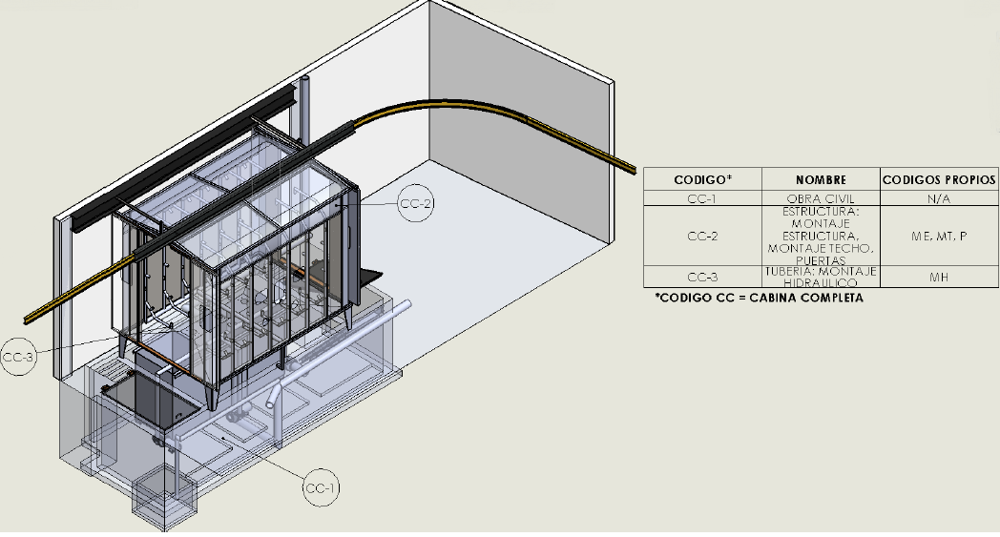 CODIGO* NOMBRE CODIGOS PROPIOS
CC-1 OBRA CIVIL N/A
ESTRUCTURA:
MONTAJE
CC-2 ESTRUCTURA, ME, MT, P
MONTAJE TECHO,
PUERTAS
TUBERIA: MONTAJE
CC-3 HIDRAULICO MH
*CODIGO CC = CABINA COMPLETA
CC-2
CC-3
CC-1